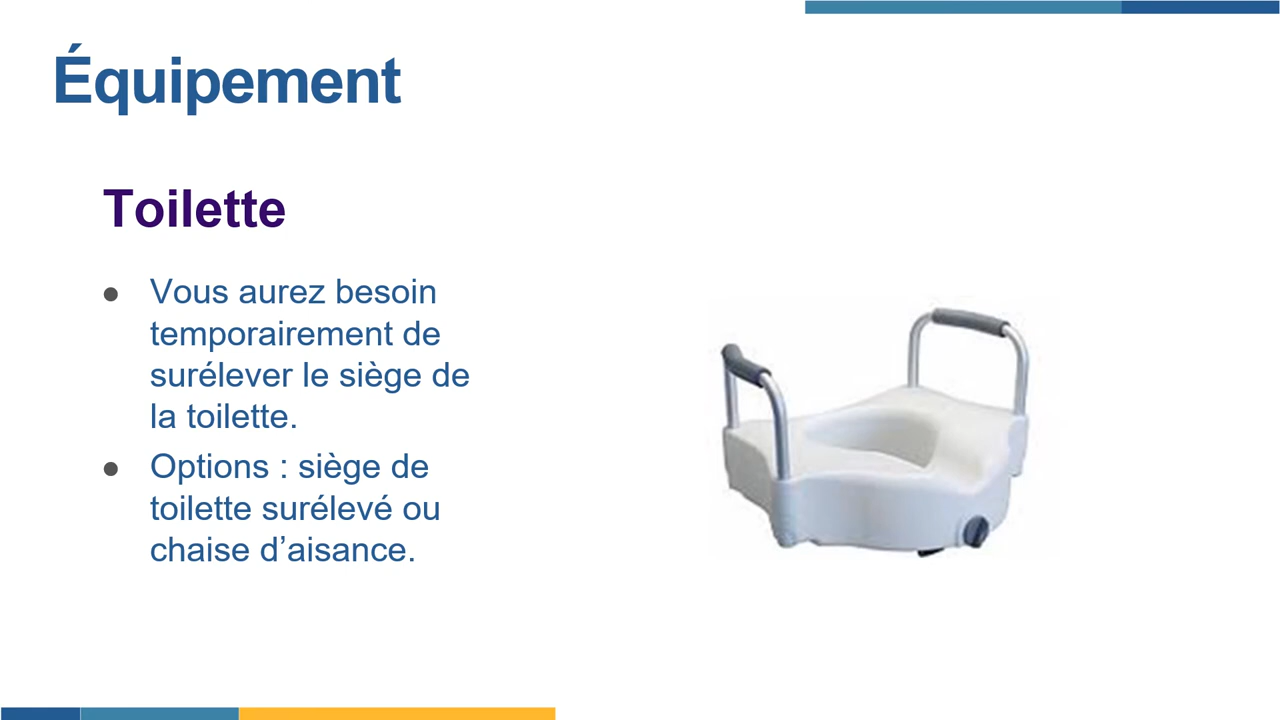 Équipement
Toilette
● Vous aurez besoin
temporairement de
surélever le siège de
la toilette.
● Options : siège de
toilette surélevé ou
chaise d’aisance.